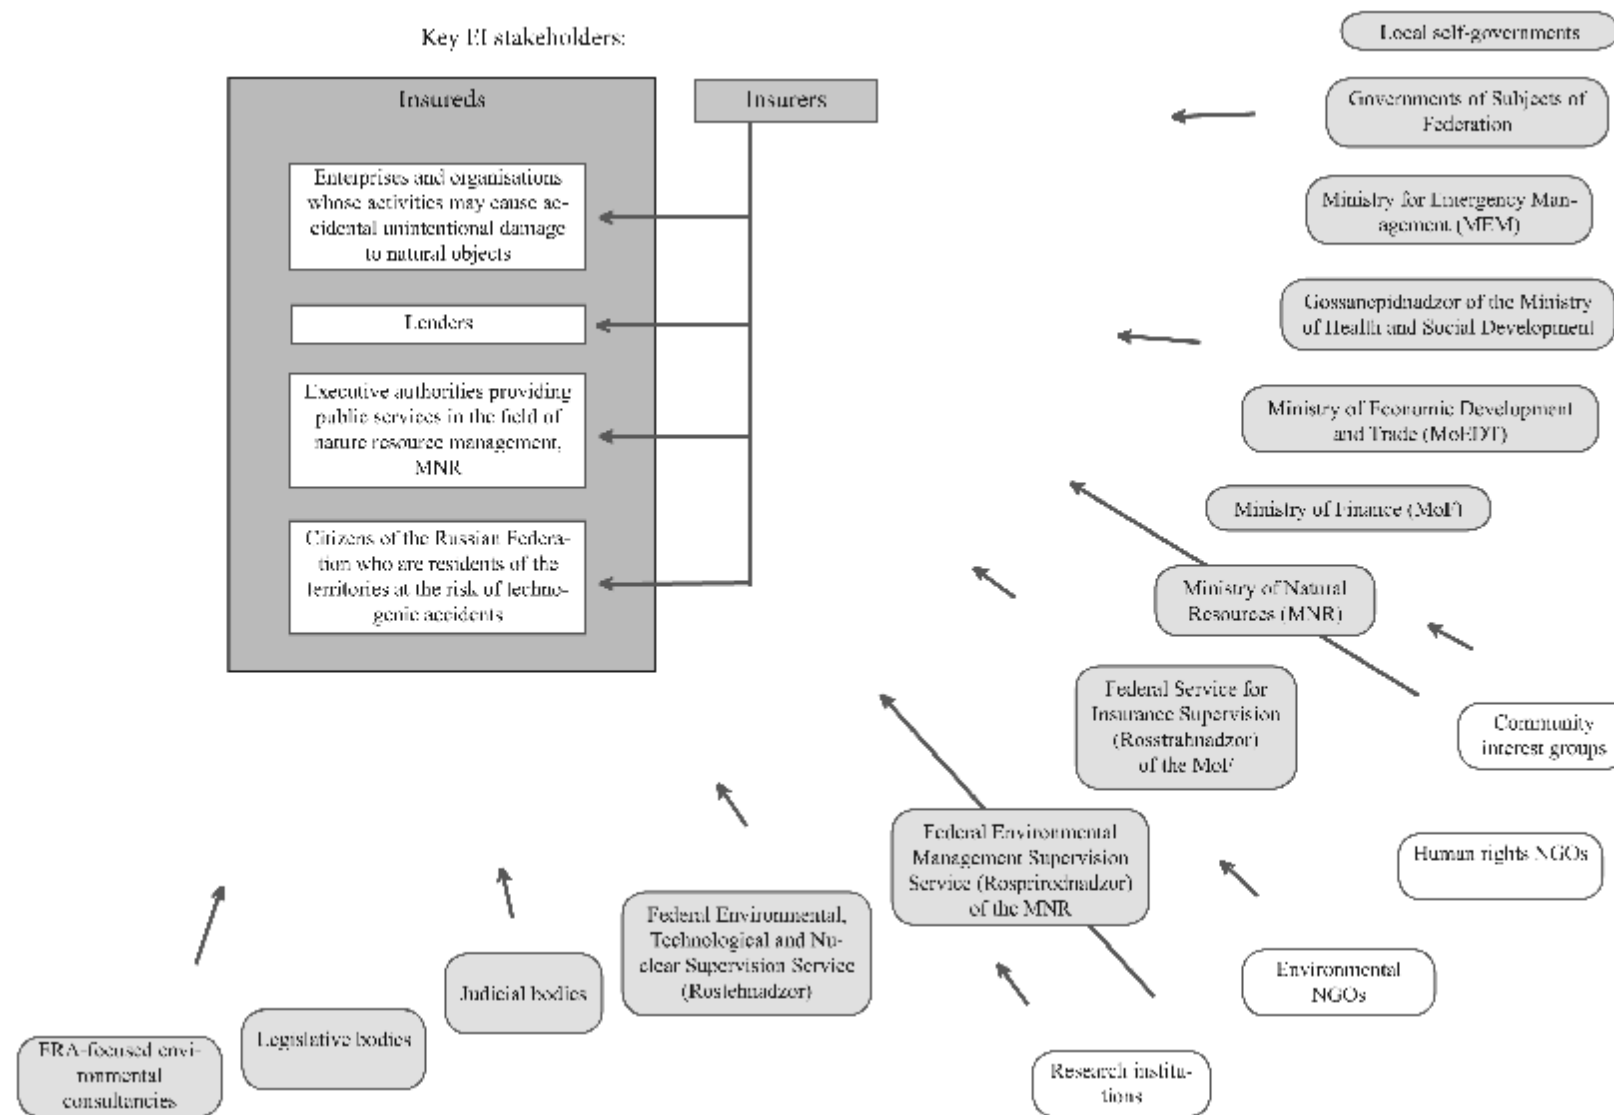 Key EI stakeholders:
Insureds
Insurers
Enterprises and organisations
whose activities may cause ac-
cidental unintentional damage
to natural objects
Lenders
Executive authorities providing
public services in the field of
nature resource management,
MNR
Citizens of the Russian Federa-
tion who are residents of the
territories at the risk of techno-
genic accidents
Local self-governments
Governments of Subjects of
Federation
Ministry for Emergency Man-
agement (MEM)
Gossanepidnadzor of the Ministry
of Health and Social Development
Ministry of Economic Development
and Trade (MoEDT)
Ministry of Finance (MoF)
Ministry of Natural
Resources (MNR)
Federal Service for
Insurance Supervision
(Rosstrahnadzor)
of the MoF
Federal Environmental
Management Supervision
Service (Rosprirodnadzor)
of the MNR
Federal Environmental,
Technological and Nu-
clear Supervision Service
(Rostehnadzor)
Judicial bodies
Legislative bodies
ERA-focused envi-
ronmental
consultancies
Community
interest groups
Human rights NGOs
Environmental
NGOs
Research institu-
tions